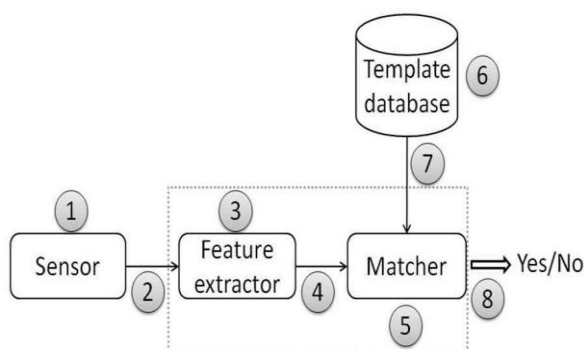 Template
database
6
7
1
3
Sensor
Feature
extractor
Matcher
Yes/No
2
4
5
8